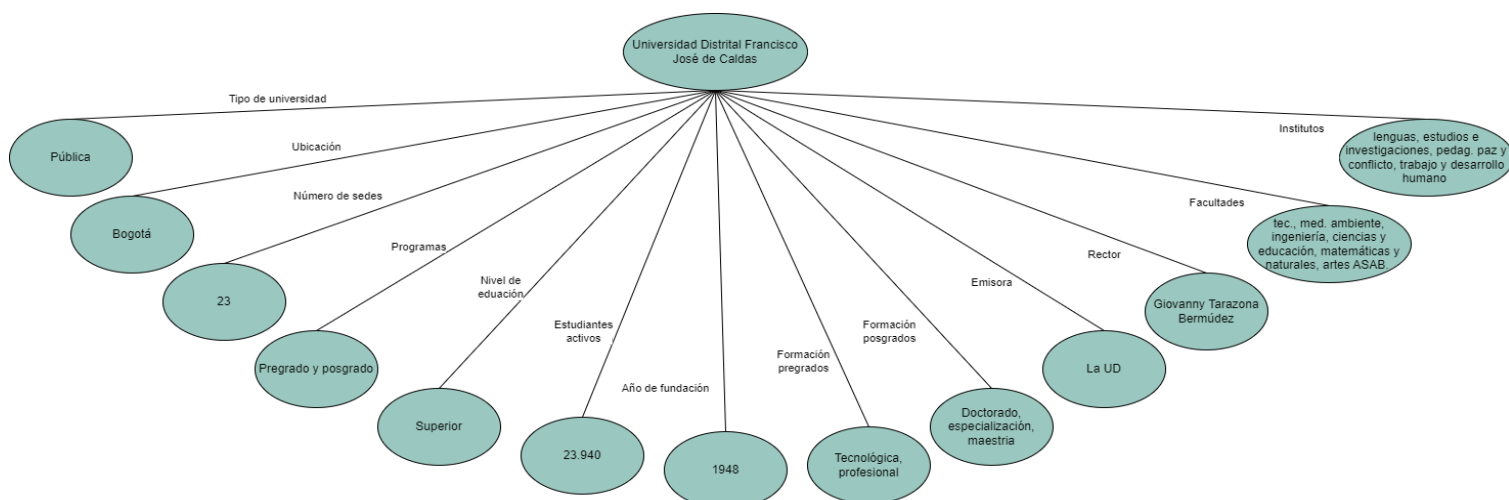 Universidad Distrital Francisco
José de Caldas
Tipo de universidad
Pública
Ubicación
Bogotá
Número de sedes
23
Programas
Pregrado y posgrado
Nivel de
eduación
Superior
Estudiantes
activos
23.940
Año de fundación
1948
Formación
pregrados
Tecnológica,
profesional
Formación
posgrados
Doctorado,
especialización,
maestria
Emisora
La UD
Rector
Giovanny Tarazona
Bermúdez
Facultades
tec., med. ambiente,
ingeniería, ciencias y
educación, matemáticas y
naturales, artes ASAB.
Institutos
lenguas, estudios e
investigaciones, pedag. paz y
conflicto, trabajo y desarrollo
humano